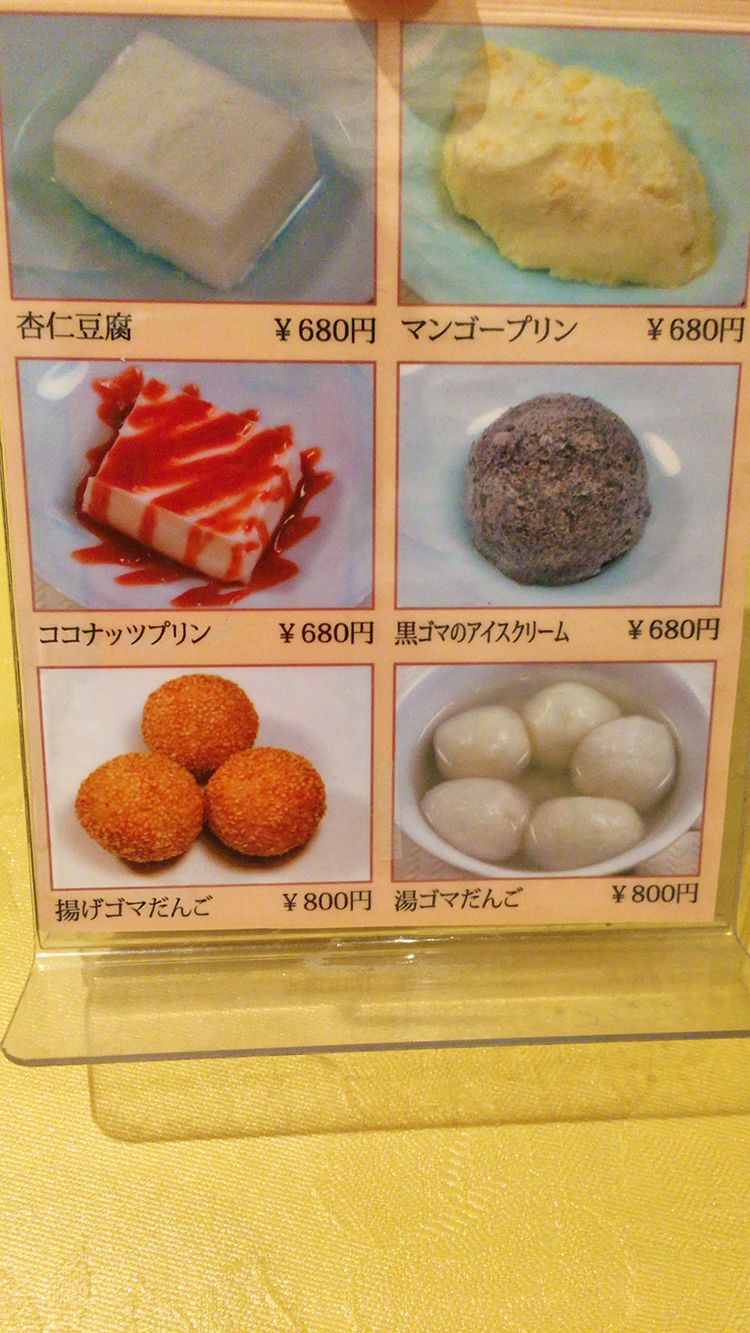 杏仁豆腐 ￥680円
マンゴープリン ￥680円
ココナッツプリン ￥680円
黒ゴマのアイスクリーム ￥680円
揚げゴマだんご ￥800円
湯ゴマだんご ￥800円